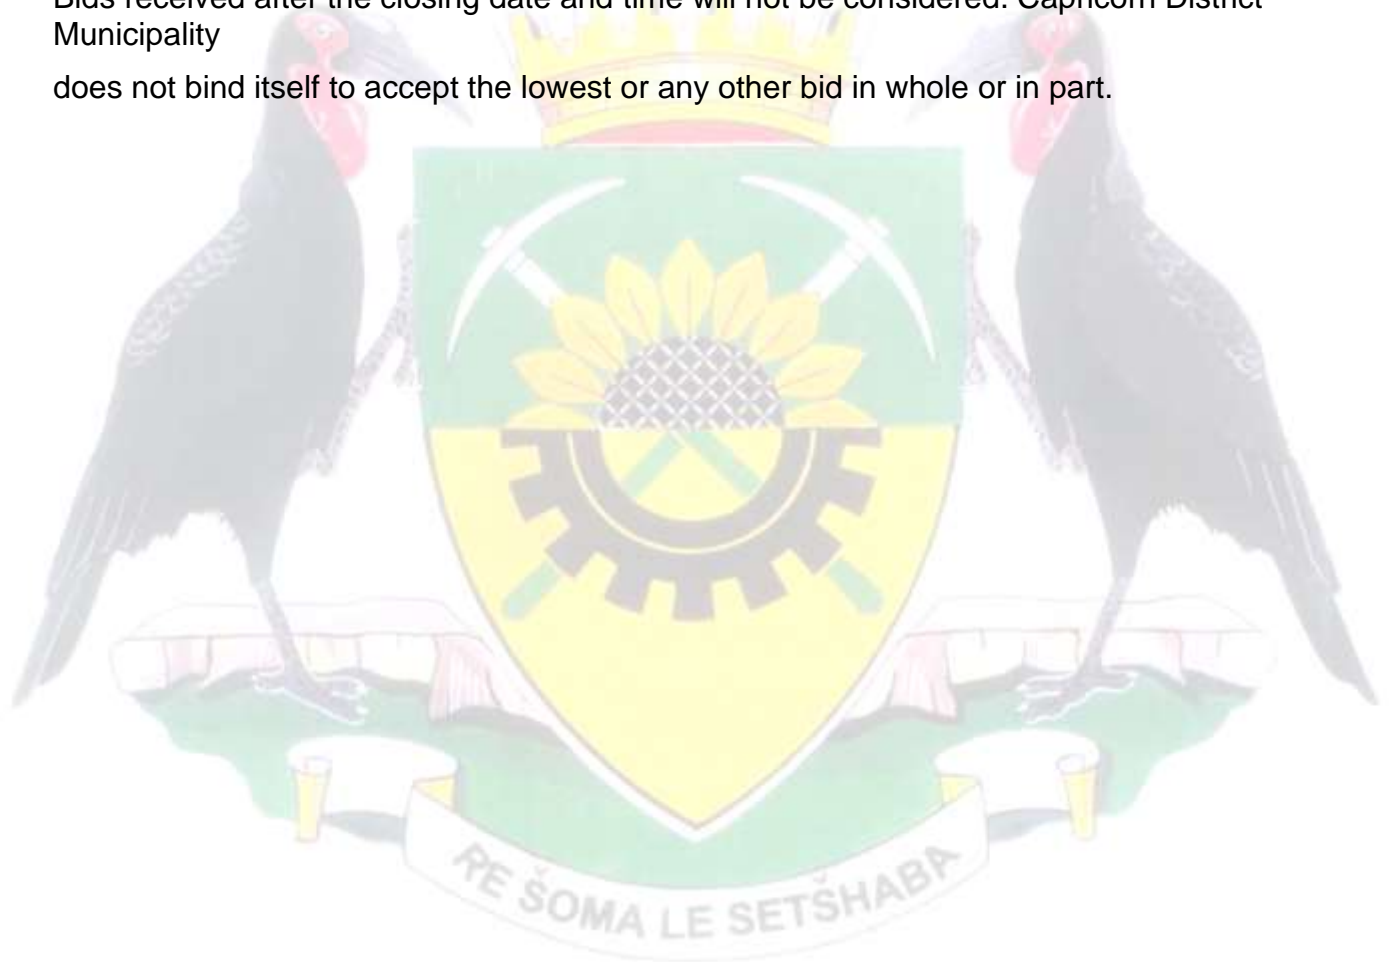 Bids received after the closing date and time will not be considered. Capricorn District
Municipality
does not bind itself to accept the lowest or any other bid in whole or in part.
RE ŠOMA LE SETŠHABA